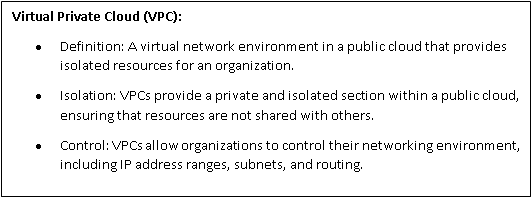 Virtual Private Cloud (VPC):
● Definition: A virtual network environment in a public cloud that provides
isolated resources for an organization.
● Isolation: VPCs provide a private and isolated section within a public cloud,
ensuring that resources are not shared with others.
● Control: VPCs allow organizations to control their networking environment,
including IP address ranges, subnets, and routing.